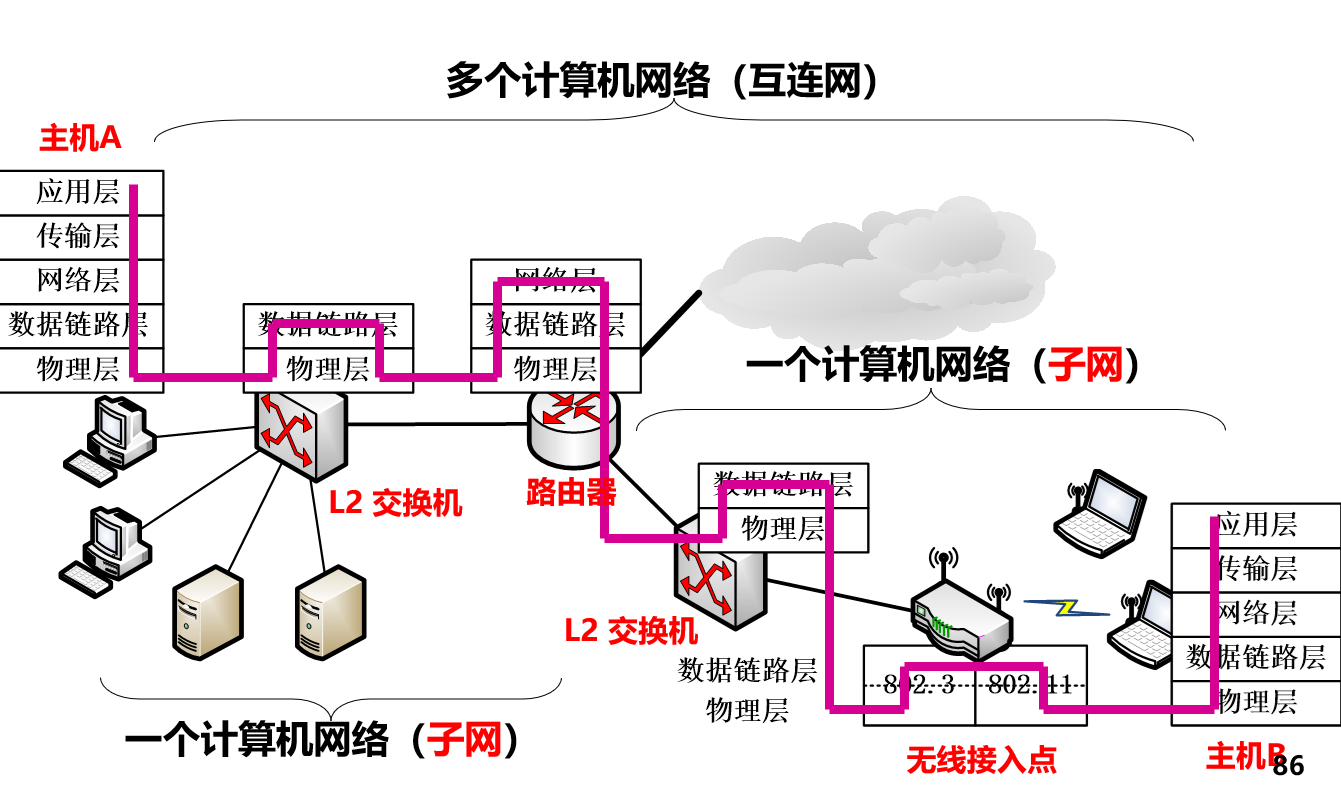 多个计算机网络（互连网）
主机A
应用层
传输层
网络层
数据链路层
物理层
数据链路层
物理层
网络层
数据链路层
物理层
一个计算机网络（子网）
L2 交换机
路由器
数据链路层
物理层
L2 交换机
数据链路层
物理层
802.3
802.11
无线接入点
应用层
传输层
网络层
数据链路层
物理层
主机B
一个计算机网络（子网）
86